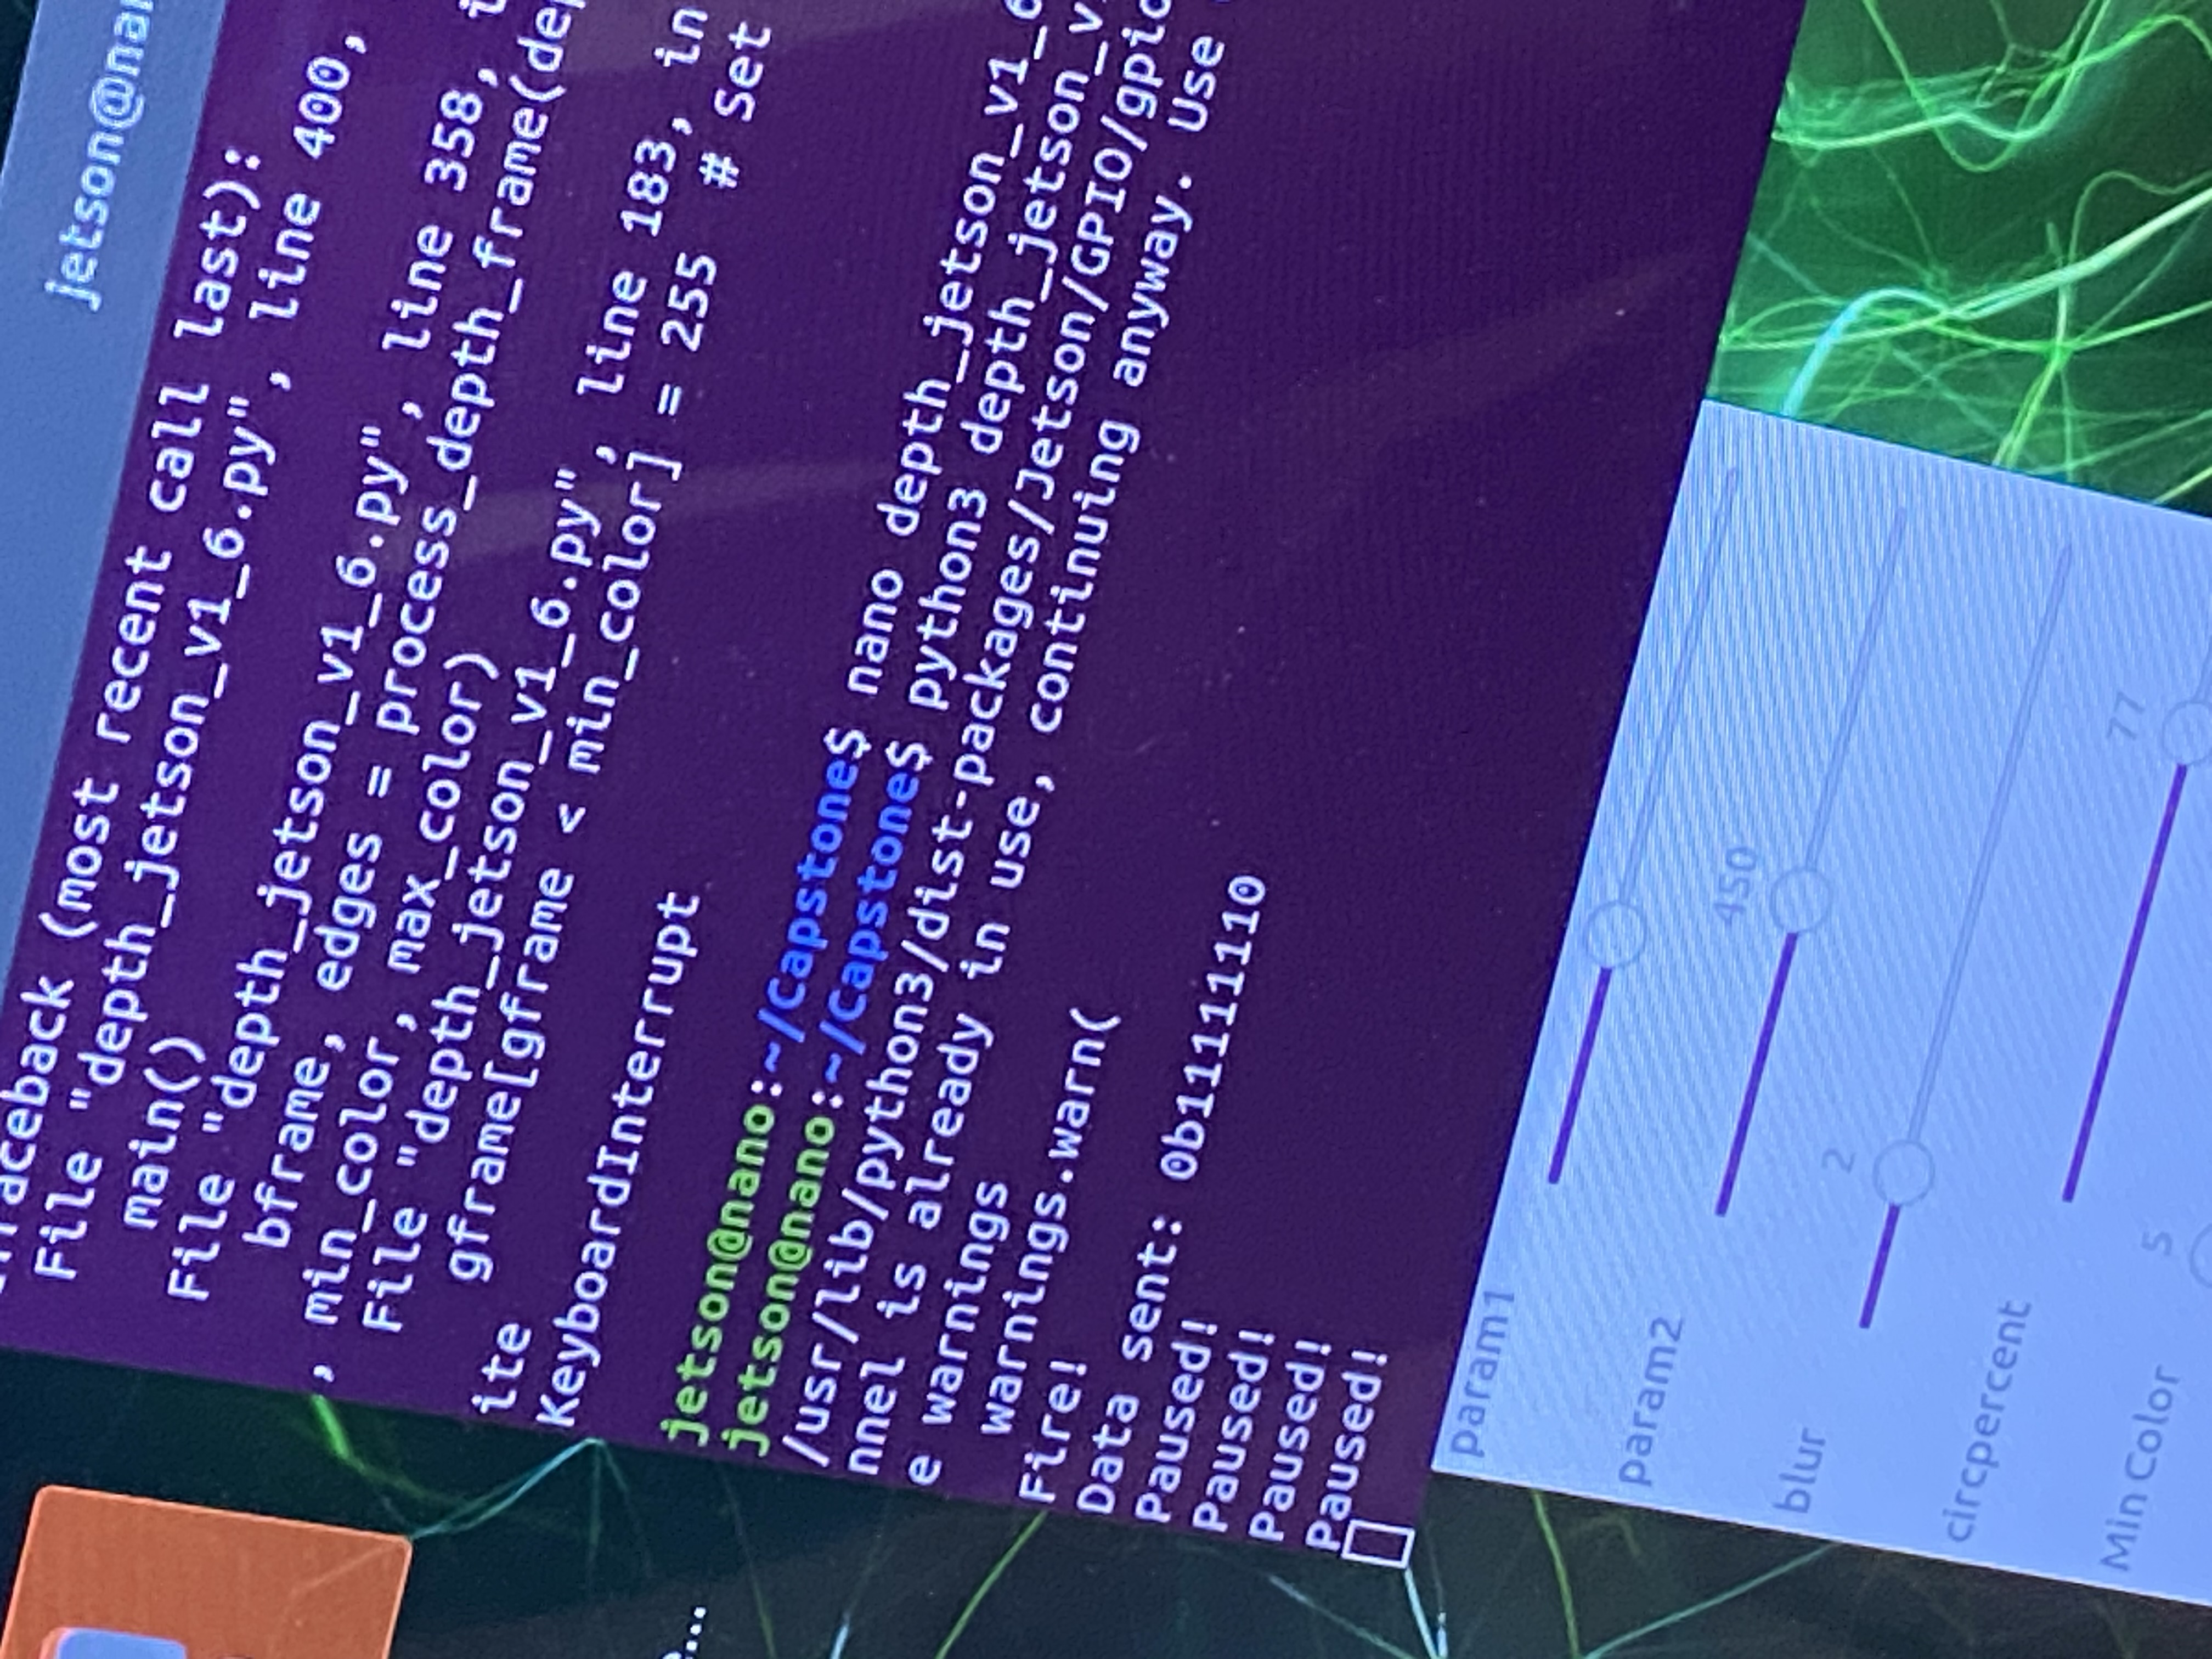 jetson@na
Traceback (most recent call last):
File "depth_jetson_v1_6.py", line 400,
main()
File "depth_jetson_v1_6.py", line 358, i
bframe, edges = process_depth_frame(dep
, min_color, max_color)
File "depth_jetson_v1_6.py", line 183, in
gframe[gframe < min_color] = 255 # Set
ite
KeyboardInterrupt
jetson@nano:~/Capstone$ nano depth_jetson_v1_6
jetson@nano:~/Capstone$ python3 depth_jetson_v
/usr/lib/python3/dist-packages/Jetson/GPIO/gpio
nnel is already in use, continuing anyway. Use
e warnings
warnings.warn(
Fire!
Data sent: 0b11111110
Paused!
Paused!
Paused!
Paused!
param1
param2
450
blur
2
circpercent
77
Min Color
5